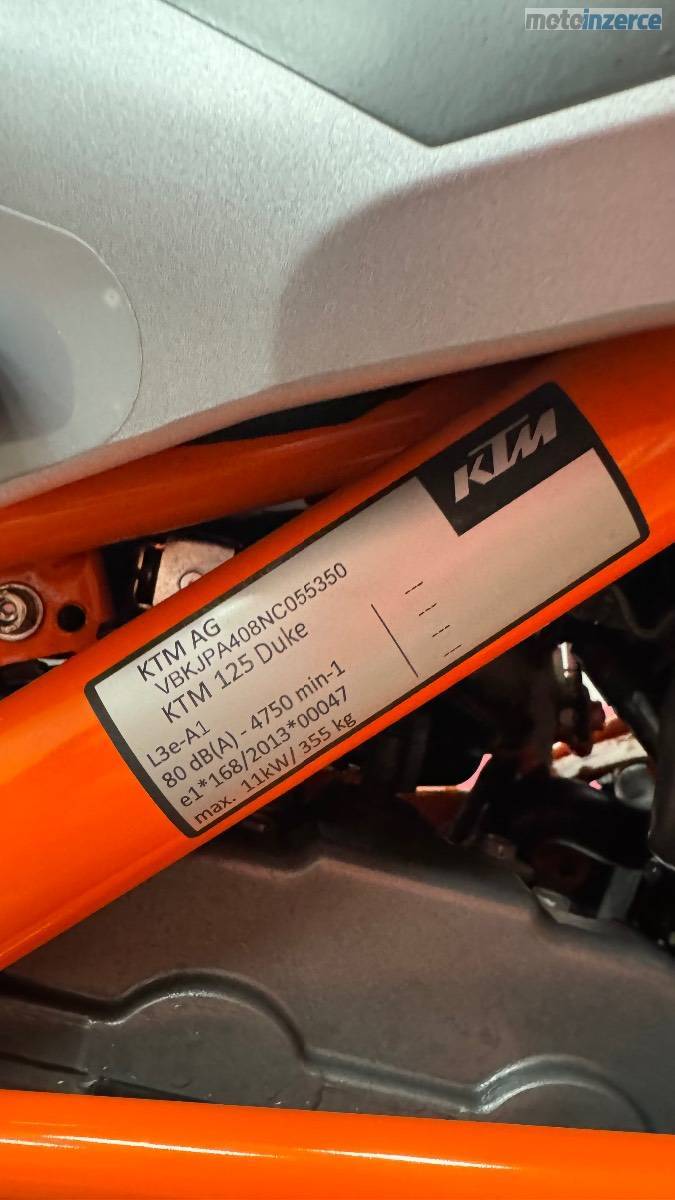 motoinzerce
KTM
KTM AG
VBKJPA408NC055350
KTM 125 Duke
L3e-A1
80 dB(A) - 4750 min-1
e1*168/2013*00047
max. 11kW/ 355 kg
---
---
---
---